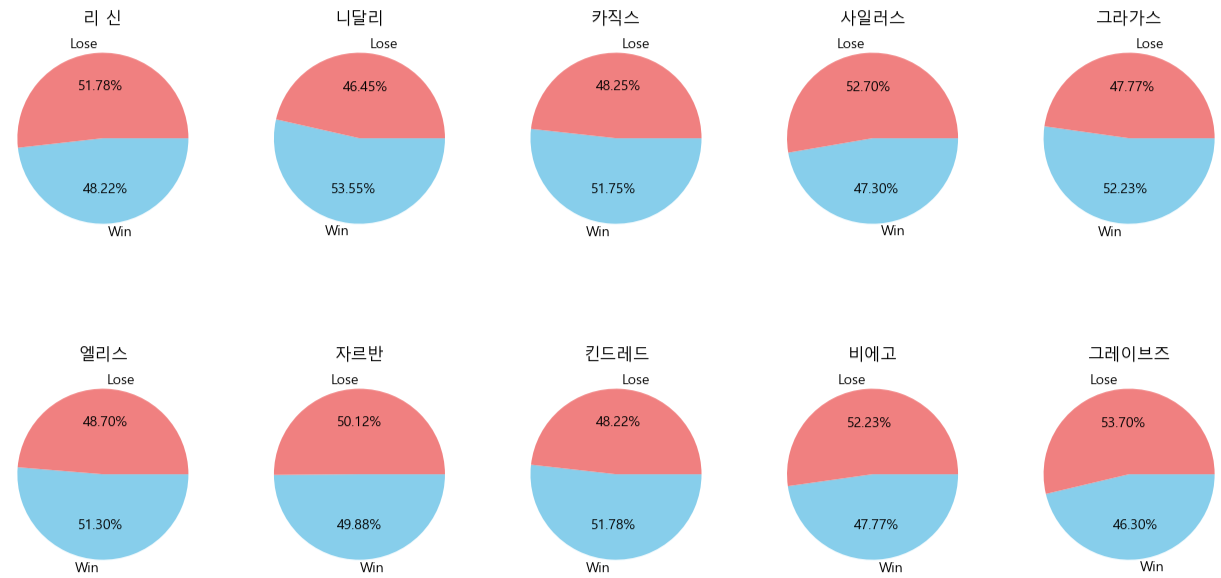 리 신
Lose
51.78%
48.22%
Win
니달리
Lose
46.45%
53.55%
Win
카직스
Lose
48.25%
51.75%
Win
사일러스
Lose
52.70%
47.30%
Win
그라가스
Lose
47.77%
52.23%
Win
엘리스
Lose
48.70%
51.30%
Win
자르반
Lose
50.12%
49.88%
Win
킨드레드
Lose
48.22%
51.78%
Win
비에고
Lose
52.23%
47.77%
Win
그레이브즈
Lose
53.70%
46.30%
Win